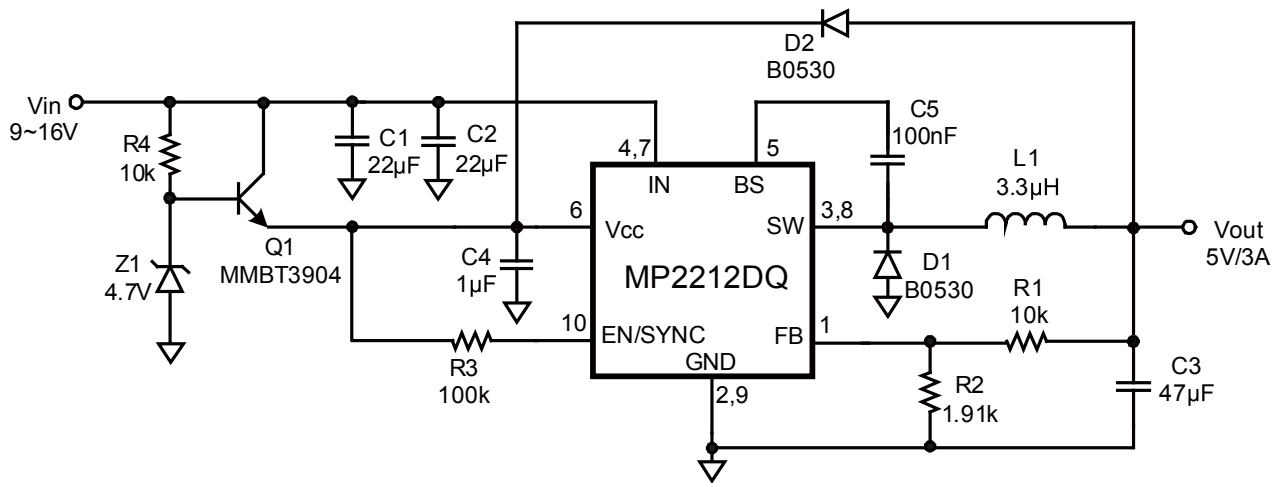 D2
B0530
Vin
9~16V
R4
10k
C1
22µF
C2
22µF
4,7
5
C5
100nF
L1
3.3µH
IN
BS
6
Vcc
SW
3,8
Vout
5V/3A
Q1
MMBT3904
Z1
4.7V
C4
1µF
MP2212DQ
D1
B0530
R1
10k
10
EN/SYNC
FB
1
R3
100k
GND
2,9
R2
1.91k
C3
47µF